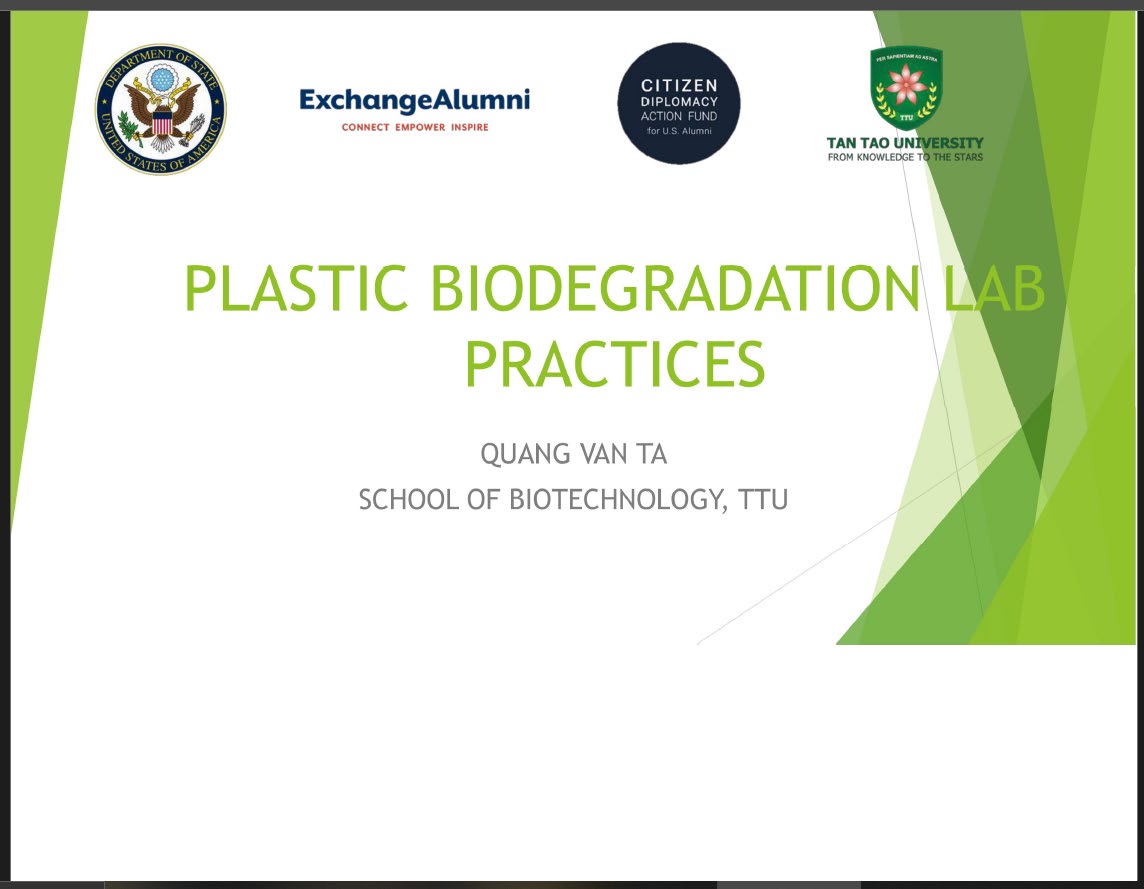 DEPARTMENT OF STATE
UNITED STATES OF AMERICA
ExchangeAlumni
CONNECT EMPOWER INSPIRE
CITIZEN
DIPLOMACY
ACTION FUND
for U.S. Alumni
PER SAPIENTIAM AD ASTRA
TTU
TAN TAO UNIVERSITY
FROM KNOWLEDGE TO THE STARS
PLASTIC BIODEGRADATION LAB
PRACTICES
QUANG VAN TA
SCHOOL OF BIOTECHNOLOGY, TTU